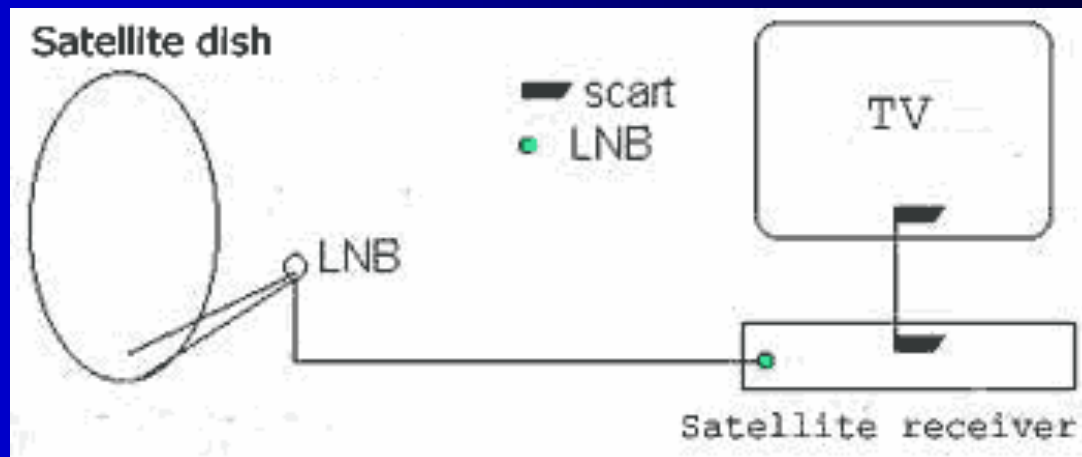 Satellite dish
scart
LNB
TV
LNB
Satellite receiver